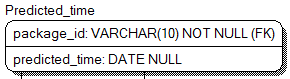 Predicted_time
package_id: VARCHAR(10) NOT NULL (FK)
predicted_time: DATE NULL